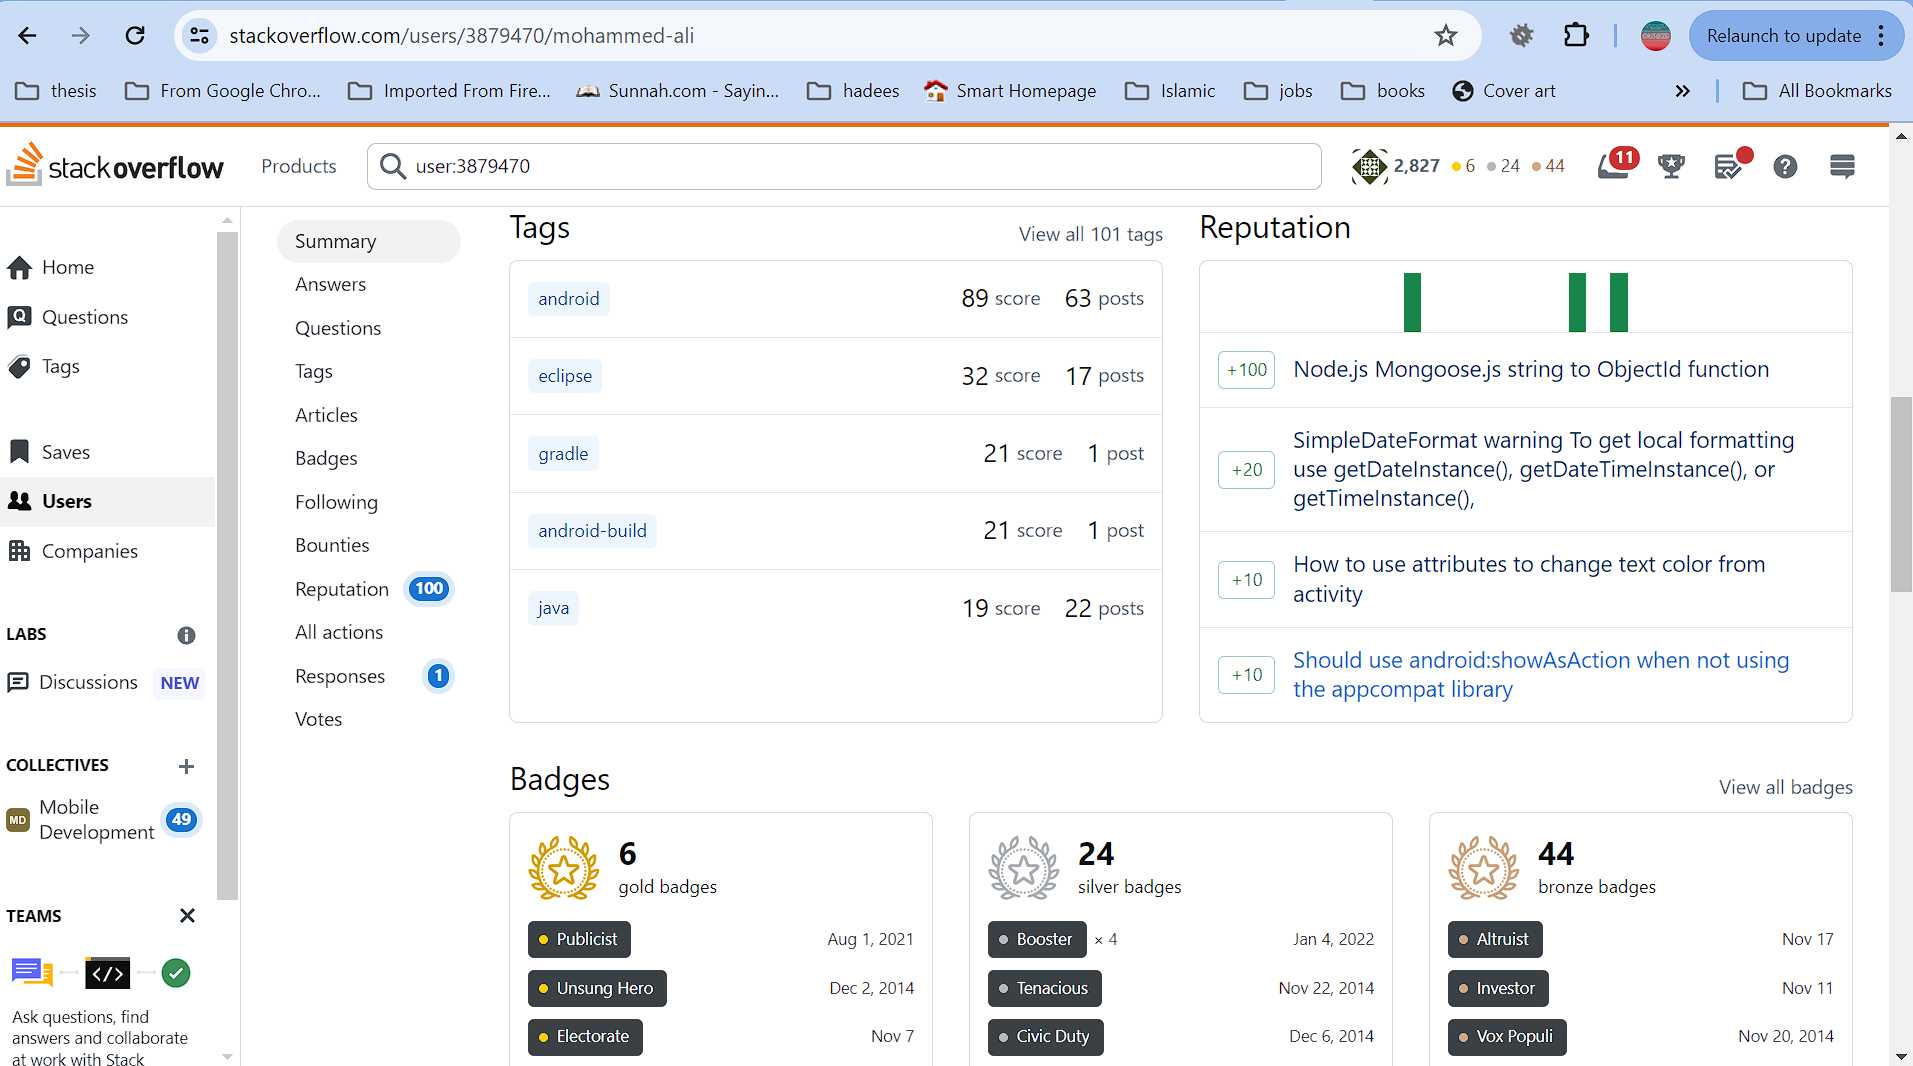 stackoverflow.com/users/3879470/mohammed-ali
Relaunch to update
thesis
From Google Chro...
Imported From Fire...
Sunnah.com - Sayin...
hadees
Smart Homepage
Islamic
jobs
books
Cover art
»
All Bookmarks
stackoverflow
Products
user:3879470
2,827
6
24
44
11
Home
Questions
Tags
Saves
Users
Companies
LABS
Discussions
NEW
COLLECTIVES
MD
Mobile
Development
49
TEAMS
Ask questions, find
answers and collaborate
at work with Stack
Summary
Answers
Questions
Tags
Articles
Badges
Following
Bounties
Reputation 100
All actions
Responses 1
Votes
Tags
View all 101 tags
android 89 score 63 posts
eclipse 32 score 17 posts
gradle 21 score 1 post
android-build 21 score 1 post
java 19 score 22 posts
Reputation
+100 Node.js Mongoose.js string to ObjectId function
+20
SimpleDateFormat warning To get local formatting
use getDateInstance(), getDateTimeInstance(), or
getTimeInstance(),
+10
How to use attributes to change text color from
activity
+10
Should use android:showAsAction when not using
the appcompat library
Badges
View all badges
6
gold badges
Publicist Aug 1, 2021
Unsung Hero Dec 2, 2014
Electorate Nov 7
24
silver badges
Booster × 4 Jan 4, 2022
Tenacious Nov 22, 2014
Civic Duty Dec 6, 2014
44
bronze badges
Altruist Nov 17
Investor Nov 11
Vox Populi Nov 20, 2014